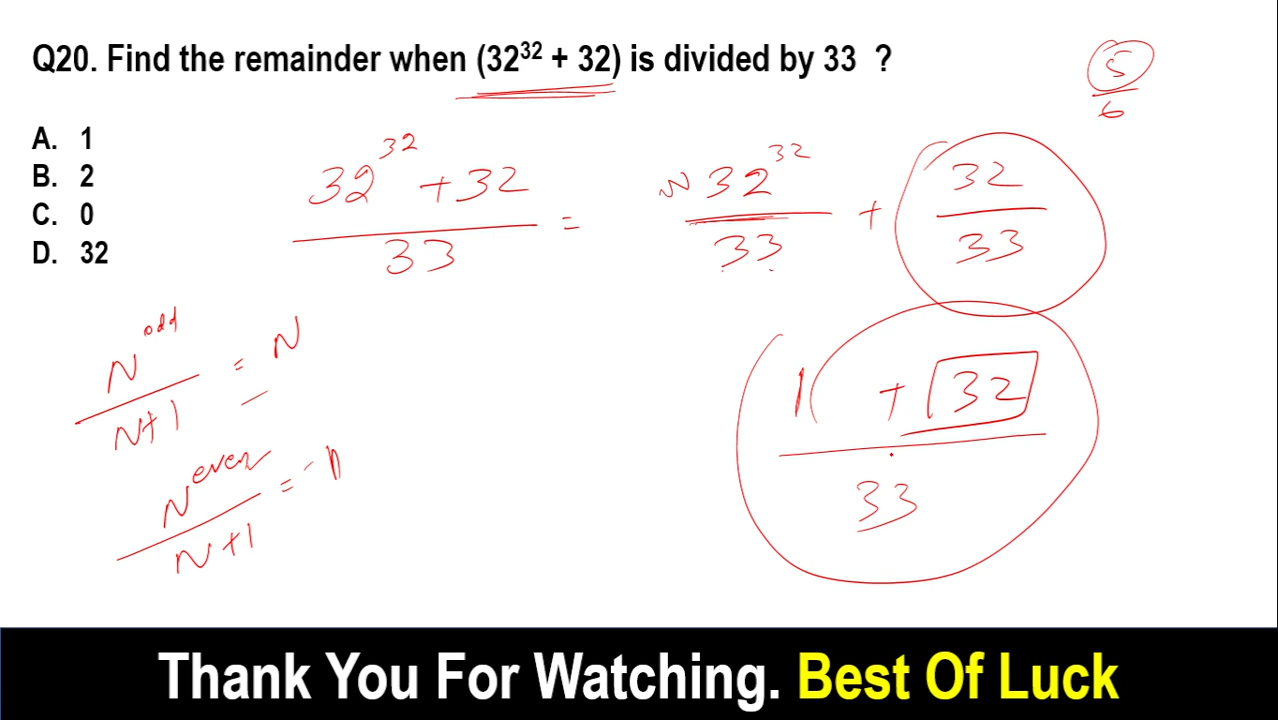 Q20. Find the remainder when (32³² + 32) is divided by 33 ?
5/6
A. 1
B. 2
C. 0
D. 32
32³² + 32
33
=
N 32³²
33
+
32
33
N^odd
N+1
= N
N^even
N+1
=
1 + 32
33
Thank You For Watching. Best Of Luck